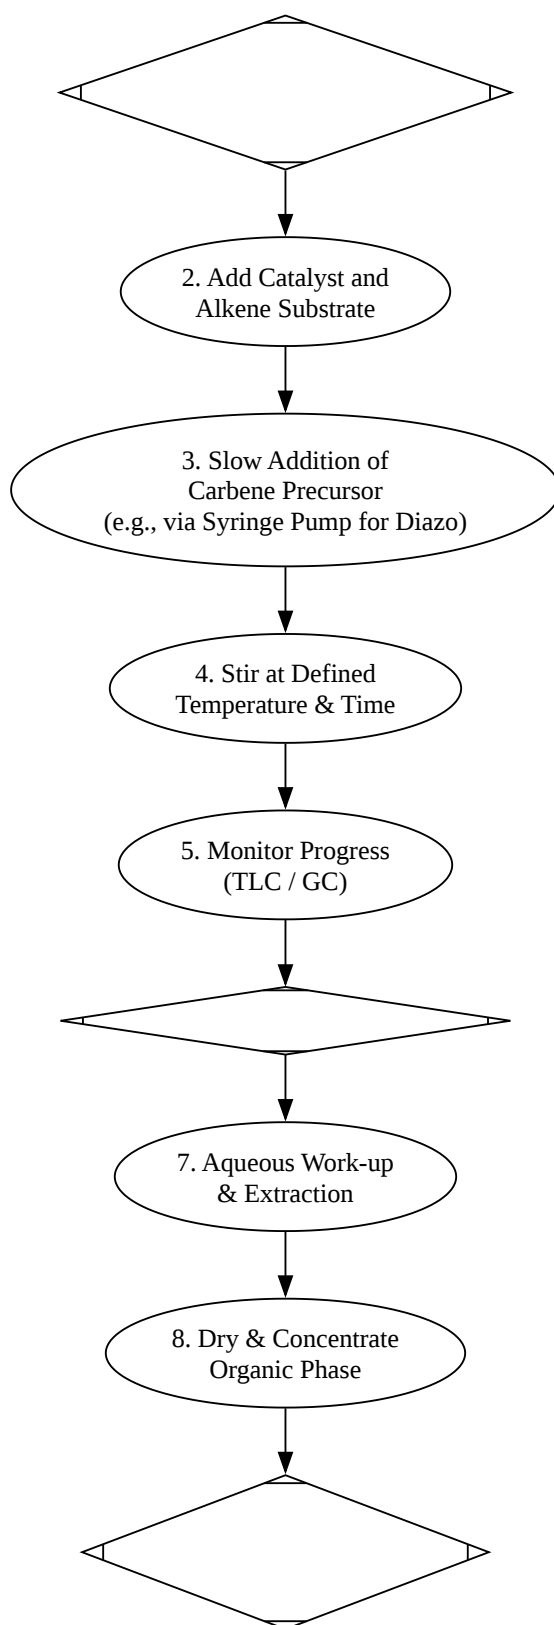 2. Add Catalyst and
Alkene Substrate
3. Slow Addition of
Carbene Precursor
(e.g., via Syringe Pump for Diazo)
4. Stir at Defined
Temperature & Time
5. Monitor Progress
(TLC / GC)
7. Aqueous Work-up
& Extraction
8. Dry & Concentrate
Organic Phase